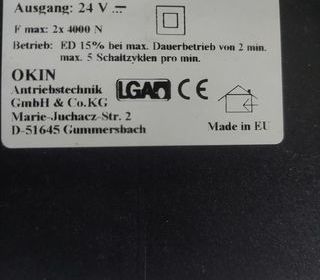 Ausgang: 24 V ⎓
F max: 2x 4000 N
Betrieb: ED 15% bei max. Dauerbetrieb von 2 min.
max. 5 Schaltzyklen pro min.
OKIN
Antriebstechnik
GmbH & Co.KG
Marie-Juchacz-Str. 2
D-51645 Gummersbach
LGA
CE
Made in EU